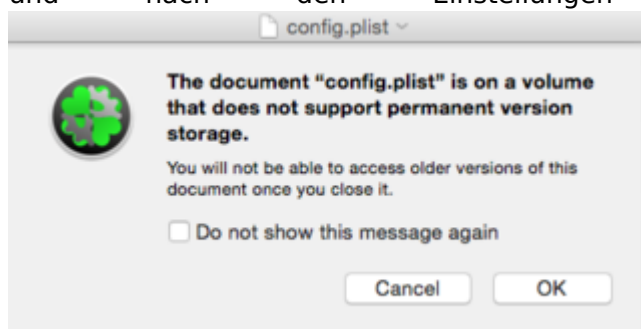 und nach den Einstellungen
config.plist
The document “config.plist” is on a volume
that does not support permanent version
storage.
You will not be able to access older versions of this
document once you close it.
Do not show this message again
Cancel OK